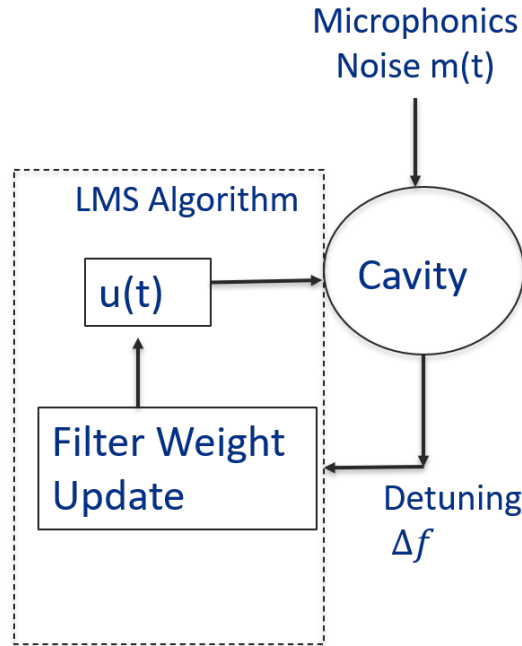 Microphonics
Noise m(t)
LMS Algorithm
u(t)
Cavity
Filter Weight
Update
Detuning
Δf